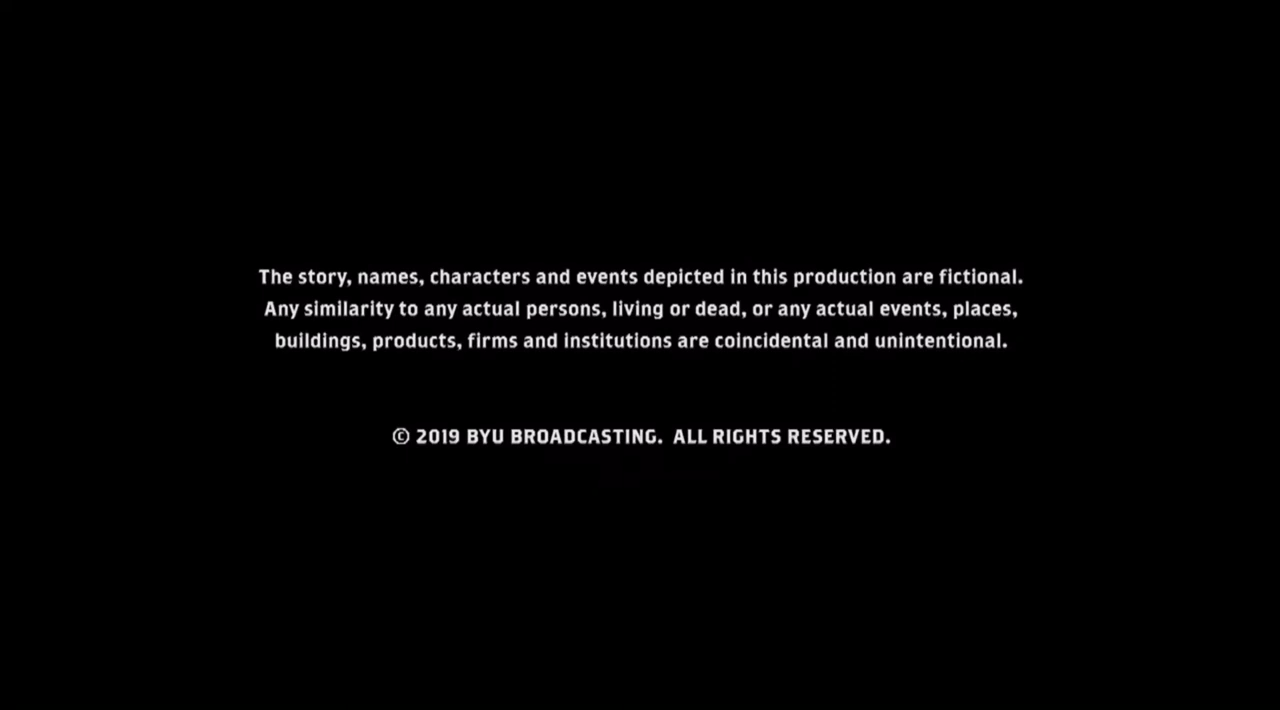 The story, names, characters and events depicted in this production are fictional.
Any similarity to any actual persons, living or dead, or any actual events, places,
buildings, products, firms and institutions are coincidental and unintentional.
© 2019 BYU BROADCASTING. ALL RIGHTS RESERVED.